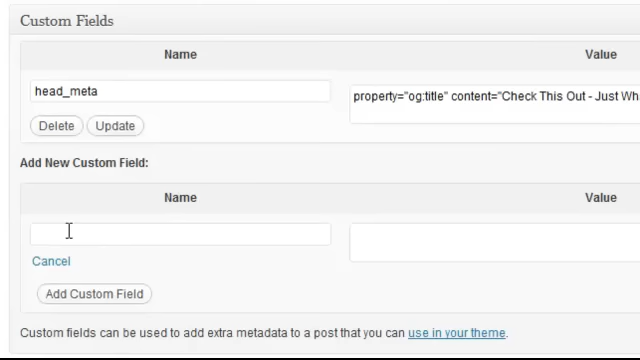 Custom Fields
Name Value
head_meta property="og:title" content="Check This Out - Just Wh
Delete Update
Add New Custom Field:
Name Value
Cancel
Add Custom Field
Custom fields can be used to add extra metadata to a post that you can use in your theme.